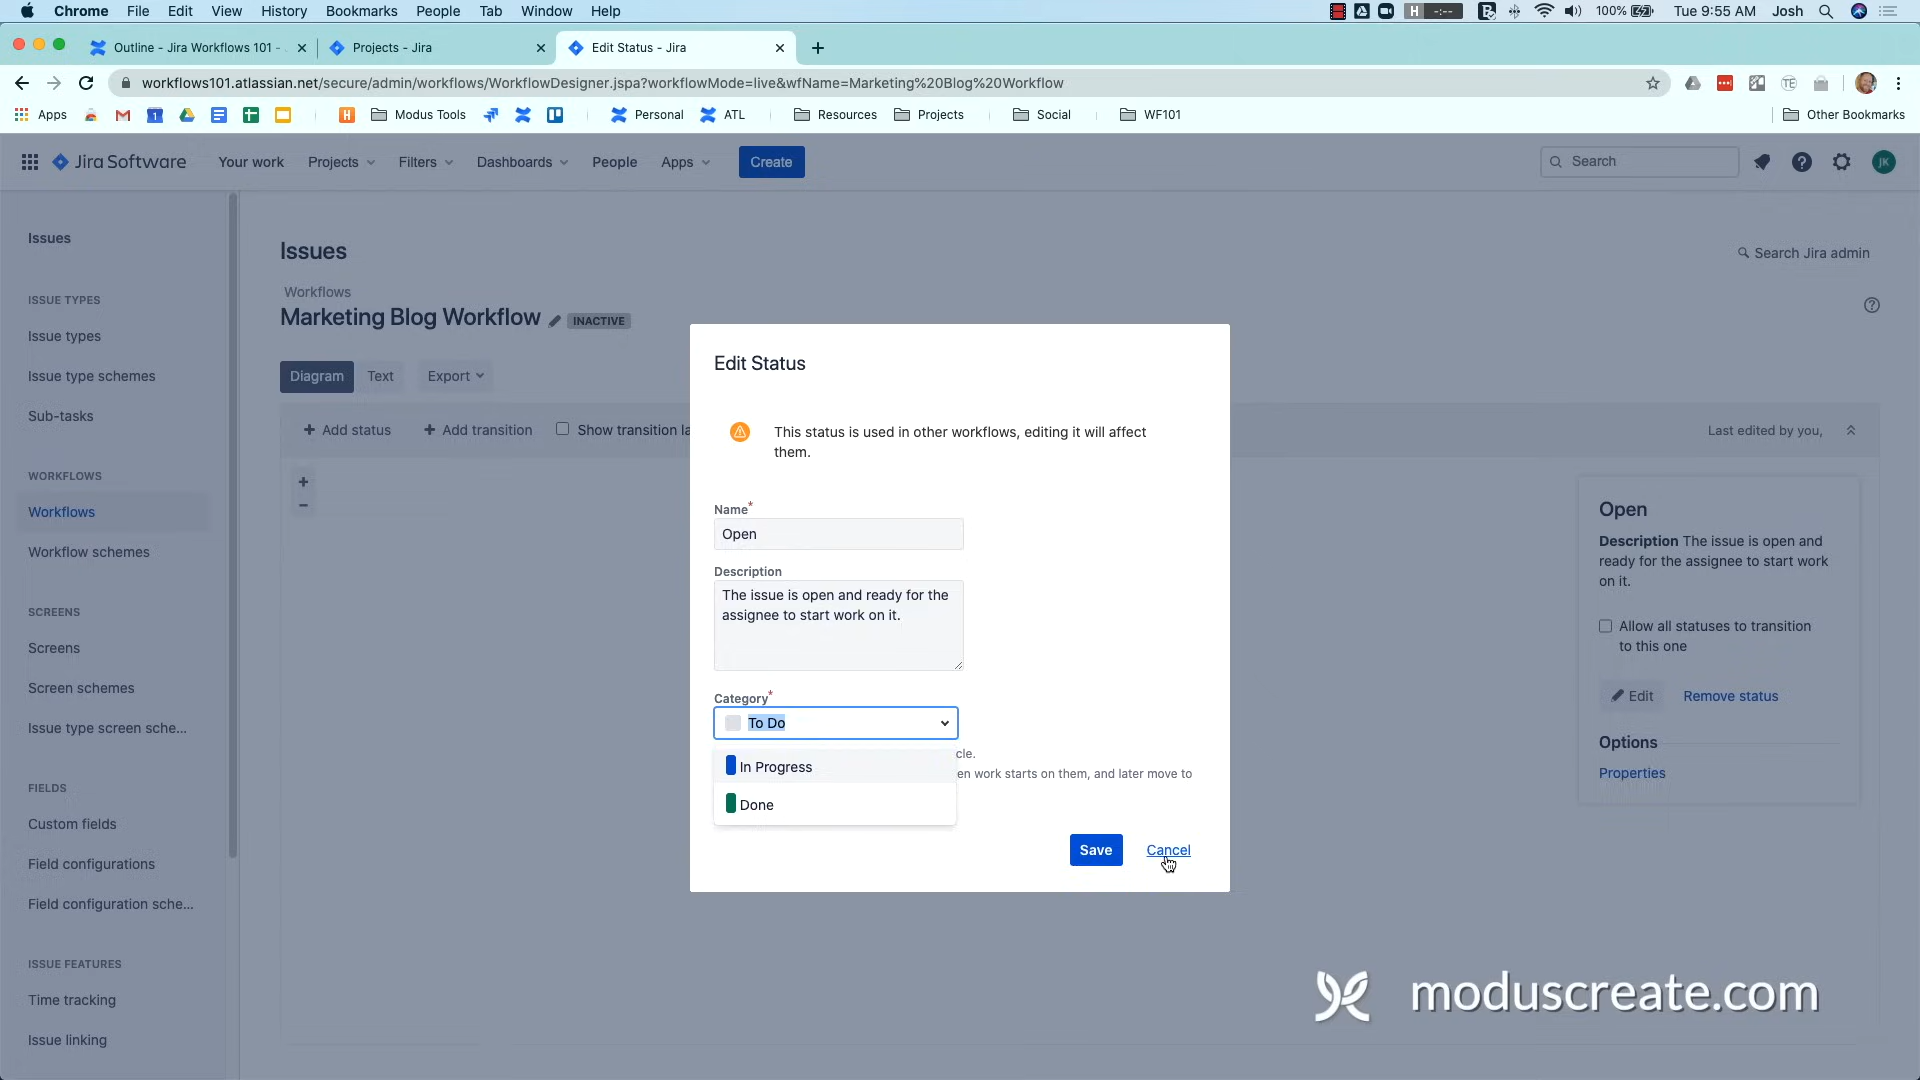 Chrome File Edit View History Bookmarks People Tab Window Help H -:-- 100% Tue 9:55 AM Josh
Outline - Jira Workflows 101 - Projects - Jira Edit Status - Jira
workflows101.atlassian.net/secure/admin/workflows/WorkflowDesigner.jspa?workflowMode=live&wfName=Marketing%20Blog%20Workflow
Apps Modus Tools Personal ATL Resources Projects Social WF101 Other Bookmarks
Jira Software Your work Projects Filters Dashboards People Apps Create Search JK
Issues
ISSUE TYPES
Issue types
Issue type schemes
Sub-tasks
WORKFLOWS
Workflows
Workflow schemes
SCREENS
Screens
Screen schemes
Issue type screen sche...
FIELDS
Custom fields
Field configurations
Field configuration sche...
ISSUE FEATURES
Time tracking
Issue linking
Issues
Search Jira admin
Workflows
Marketing Blog Workflow INACTIVE
Diagram Text Export
+ Add status + Add transition Show transition la
Last edited by you,
Edit Status
This status is used in other workflows, editing it will affect
them.
Name*
Open
Description
The issue is open and ready for the
assignee to start work on it.
Category*
To Do
In Progress
Done
cle.
en work starts on them, and later move to
Save Cancel
Open
Description The issue is open and
ready for the assignee to start work
on it.
Allow all statuses to transition
to this one
Edit Remove status
Options
Properties
moduscreate.com